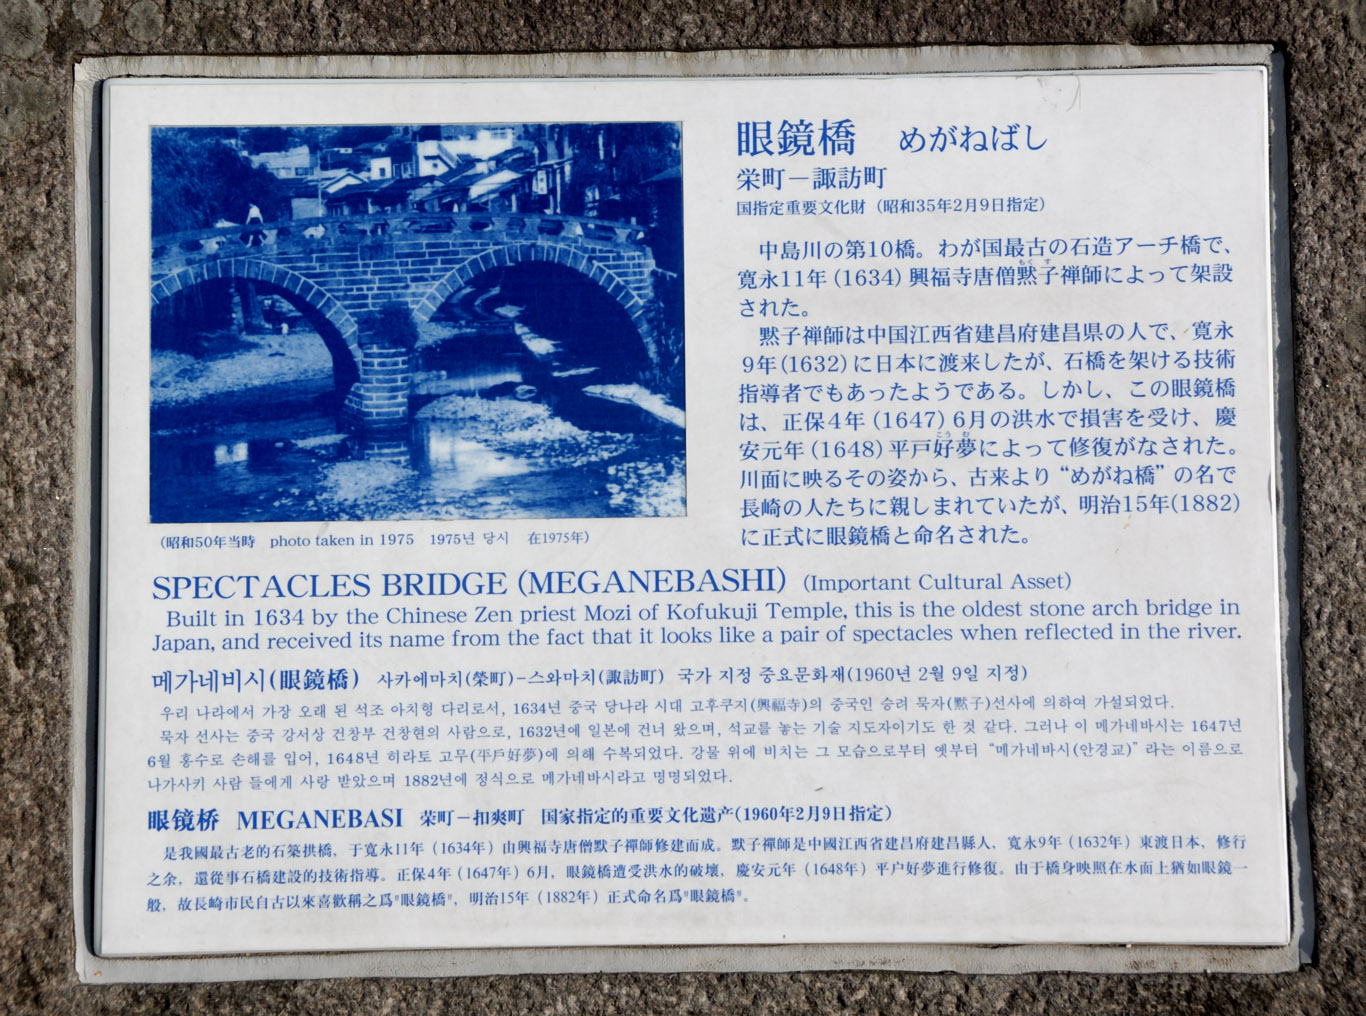 眼鏡橋　めがねばし
栄町－諏訪町
国指定重要文化財（昭和35年2月9日指定）
中島川の第10橋。わが国最古の石造アーチ橋で、
寛永11年（1634）興福寺唐僧黙子禅師によって架設
された。
黙子禅師は中国江西省建昌府建昌県の人で、寛永
9年(1632)に日本に渡来したが、石橋を架ける技術
指導者でもあったようである。しかし、この眼鏡橋
は、正保4年（1647）6月の洪水で損害を受け、慶
安元年（1648）平戸好夢によって修復がなされた。
川面に映るその姿から、古来より“めがね橋”の名で
長崎の人たちに親しまれていたが、明治15年(1882)
に正式に眼鏡橋と命名された。
（昭和50年当時　photo taken in 1975　1975년 당시　在1975年）
SPECTACLES BRIDGE (MEGANEBASHI) (Important Cultural Asset)
Built in 1634 by the Chinese Zen priest Mozi of Kofukuji Temple, this is the oldest stone arch bridge in
Japan, and received its name from the fact that it looks like a pair of spectacles when reflected in the river.
메가네비시(眼鏡橋)　사카에마치(榮町)－스와마치(諏訪町)　국가 지정 중요문화재(1960년 2월 9일 지정)
우리 나라에서 가장 오래 된 석조 아치형 다리로서, 1634년 중국 당나라 시대 고후쿠지(興福寺)의 중국인 승려 묵자(黙子)선사에 의하여 가설되었다.
묵자 선사는 중국 강서상 건창부 건창현의 사람으로, 1632년에 일본에 건너 왔으며, 석교를 놓는 기술 지도자이기도 한 것 같다. 그러나 이 메가네바시는 1647년
6월 홍수로 손해를 입어, 1648년 히라토 고무(平戶好夢)에 의해 수복되었다. 강물 위에 비치는 그 모습으로부터 옛부터 “메가네바시(안경교)” 라는 이름으로
나가사키 사람 들에게 사랑 받았으며 1882년에 정식으로 메가네바시라고 명명되었다.
眼镜桥　MEGANEBASI　荣町－扣爽町　国家指定的重要文化遗产(1960年2月9日指定)
是我國最古老的石築拱橋，于寬永11年（1634年）由興福寺唐僧默子禪師修建而成。默子禪師是中國江西省建昌府建昌縣人，寬永9年（1632年）東渡日本，修行
之余，還從事石橋建設的技術指導。正保4年（1647年）6月，眼鏡橋遭受洪水的破壞，慶安元年（1648年）平户好夢進行修復。由于橋身映照在水面上猶如眼鏡一
般，故長崎市民自古以來喜歡稱之爲"眼鏡橋"，明治15年（1882年）正式命名爲"眼鏡橋"。